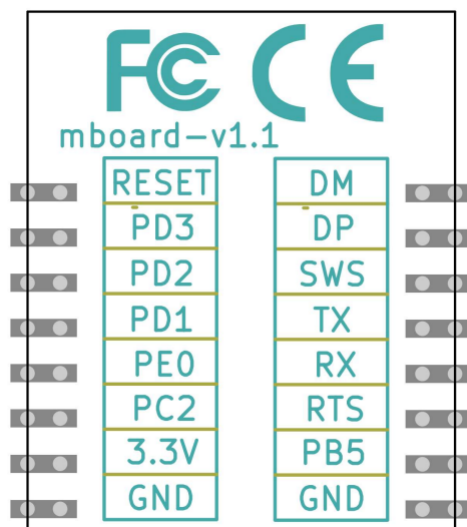 FC CE
mboard-v1.1
RESET DM
PD3 DP
PD2 SWS
PD1 TX
PE0 RX
PC2 RTS
3.3V PB5
GND GND